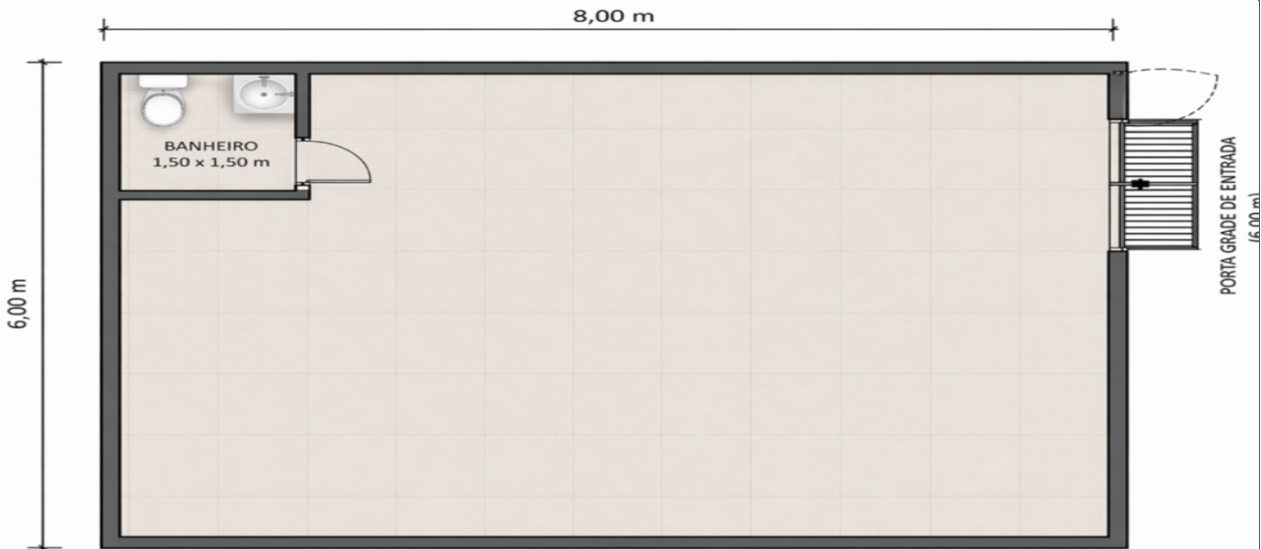 8,00 m
BANHEIRO
1,50 x 1,50 m
6,00 m
PORTA GRADE DE ENTRADA
(6,00 m)